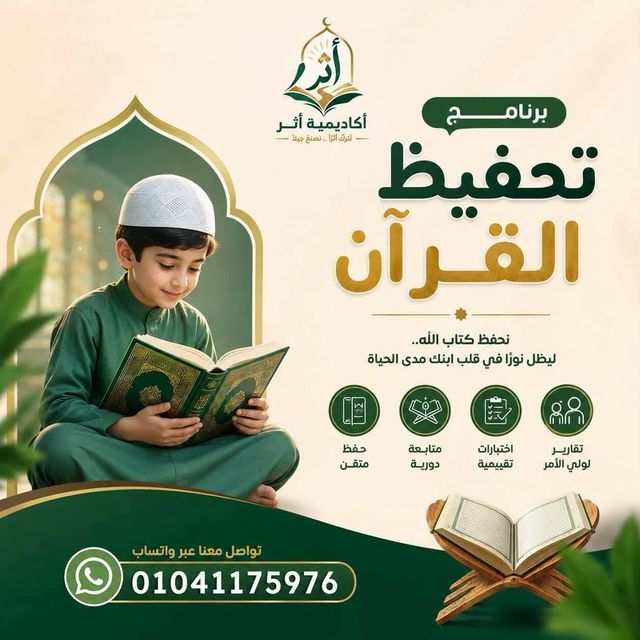 أثر
أكاديمية أثر
نترك أثرًا .. نصنع جيلًا
برنامج
تحفيظ
القرآن
نحفظ كتاب الله..
ليظل نورًا في قلب ابنك مدى الحياة
تقارير لولي الأمر
اختبارات تقييمية
متابعة دورية
حفظ متقن
تواصل معنا عبر واتساب
01041175976